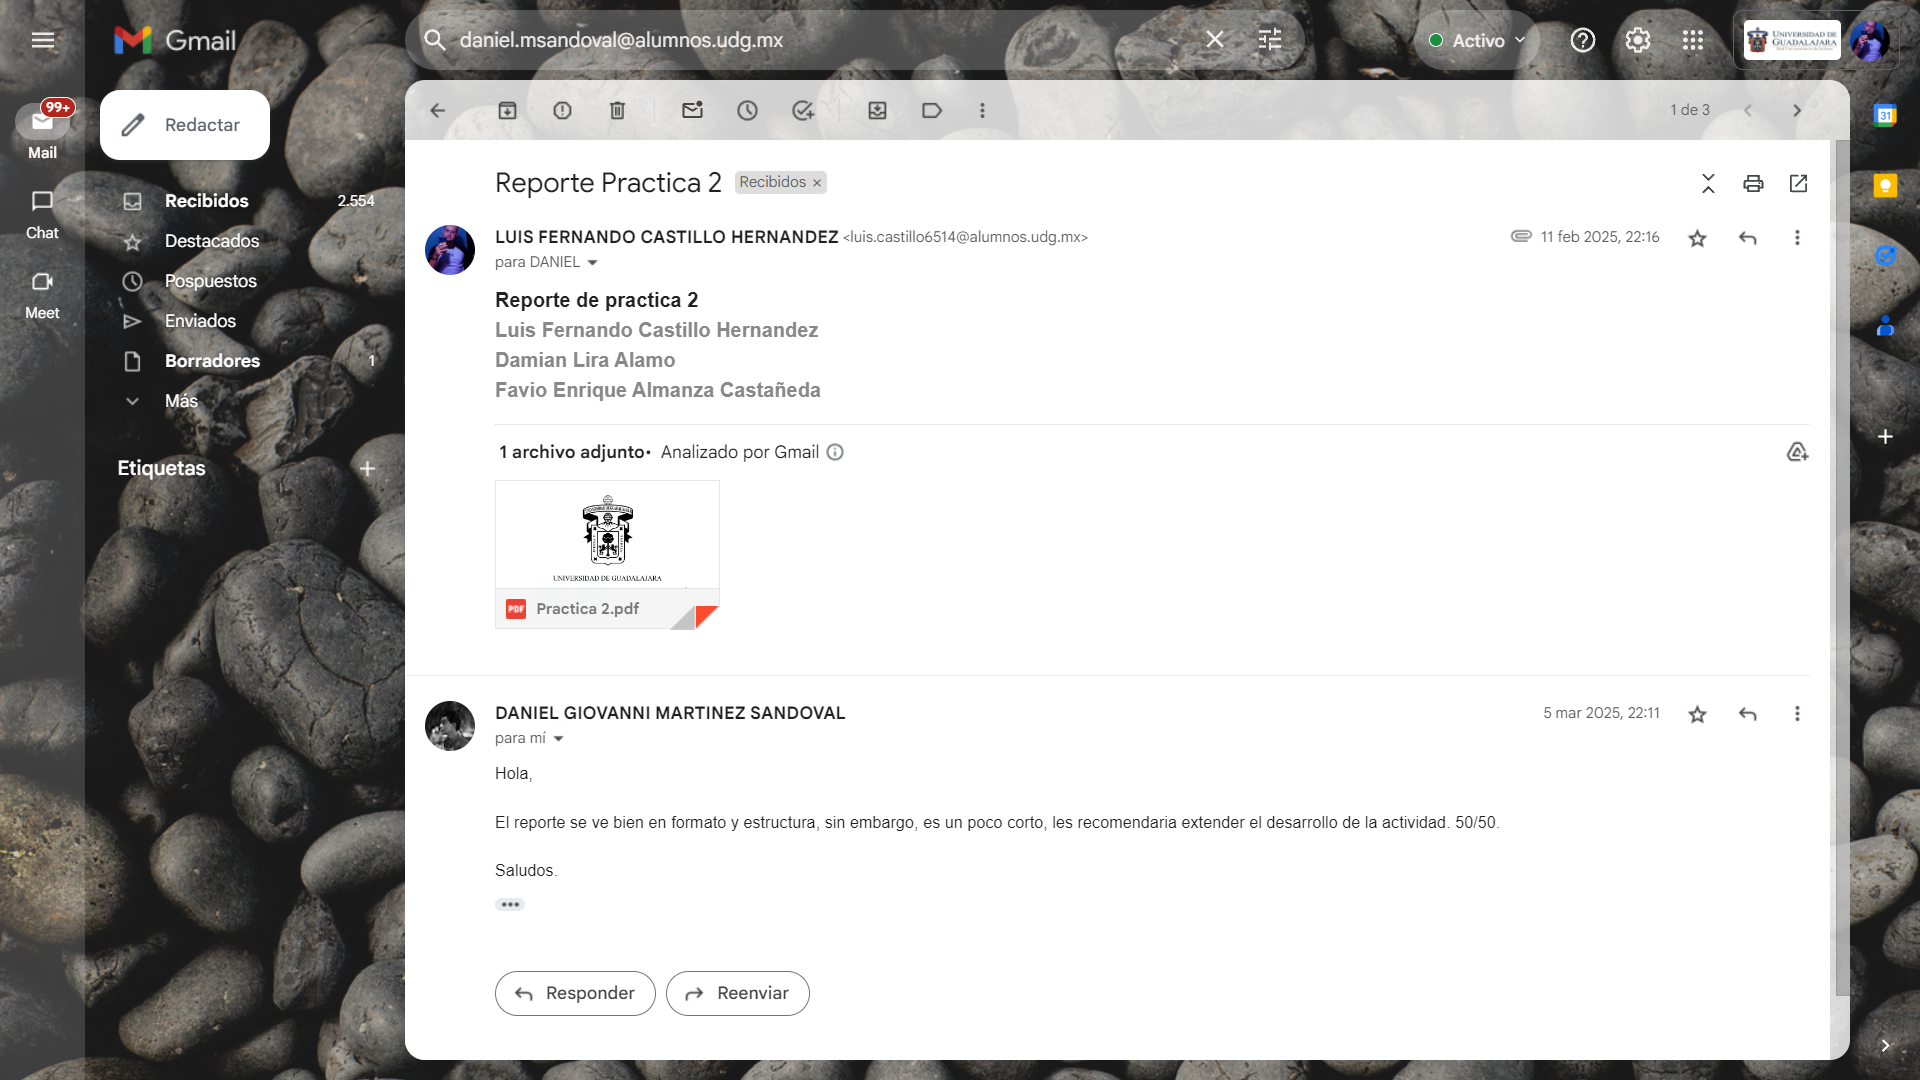 Gmail
daniel.msandoval@alumnos.udg.mx
Activo
UNIVERSIDAD DE
GUADALAJARA
99+
Mail
Chat
Meet
Redactar
Recibidos 2.554
Destacados
Pospuestos
Enviados
Borradores 1
Más
Etiquetas
1 de 3
31
Reporte Practica 2 Recibidos
LUIS FERNANDO CASTILLO HERNANDEZ <luis.castillo6514@alumnos.udg.mx> 11 feb 2025, 22:16
para DANIEL
Reporte de practica 2
Luis Fernando Castillo Hernandez
Damian Lira Alamo
Favio Enrique Almanza Castañeda
1 archivo adjunto • Analizado por Gmail
UNIVERSIDAD DE GUADALAJARA
PDF Practica 2.pdf
DANIEL GIOVANNI MARTINEZ SANDOVAL 5 mar 2025, 22:11
para mí
Hola,
El reporte se ve bien en formato y estructura, sin embargo, es un poco corto, les recomendaria extender el desarrollo de la actividad. 50/50.
Saludos.
Responder Reenviar